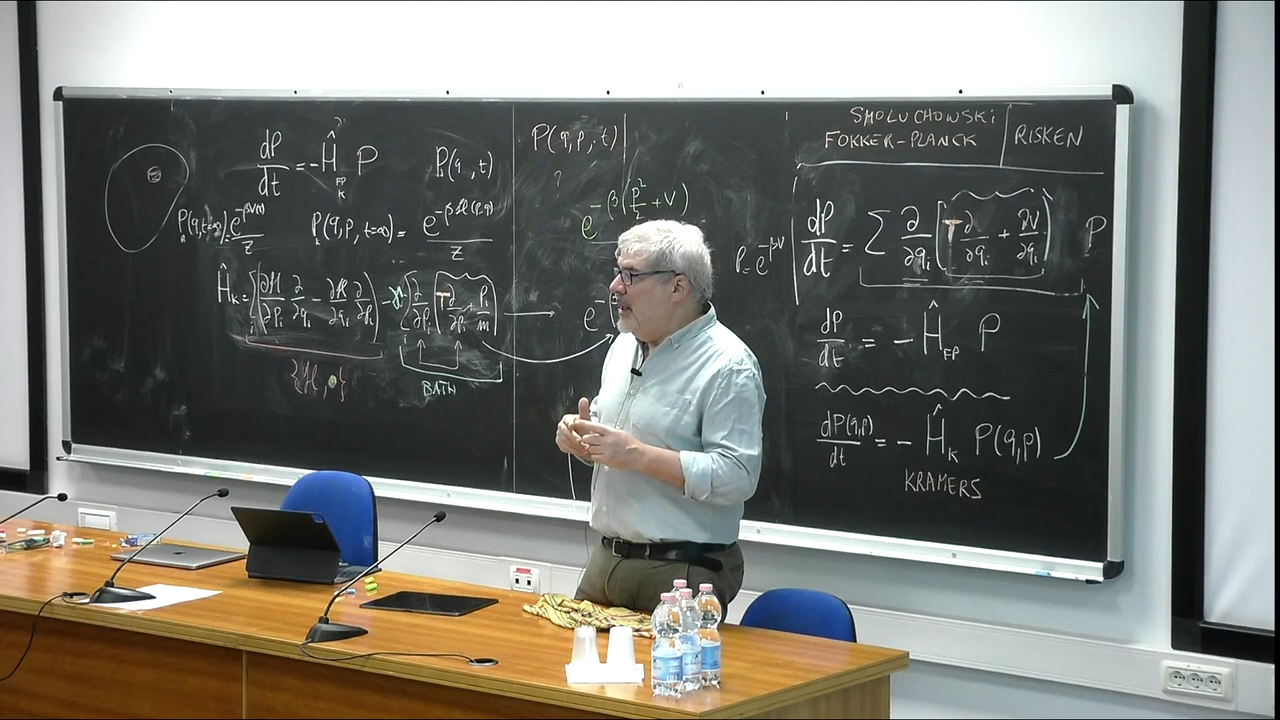 dP/dt = -Ĥ_FP K P
P(q, t)
P(q,t=∞) = e^{-βV(q)}/Z
P_k(q,p, t=∞) = e^{-βH(p,q)}/Z
Ĥ_k = Σ_i (∂H/∂p_i ∂/∂q_i - ∂H/∂q_i ∂/∂p_i) - γ Σ_i ∂/∂p_i (T ∂/∂p_i + p_i/m) →
{H, •}
BATH
P(q,p,t)
?
e^{-β(p²/2 + V)}
e^-
SMOLUCHOWSKI
FOKKER-PLANCK
RISKEN
P = e^{-βV}
dP/dt = Σ ∂/∂q_i (T ∂/∂q_i + ∂V/∂q_i) P
dP/dt = -Ĥ_FP P
dP(q,p)/dt = -Ĥ_K P(q,p)
KRAMERS